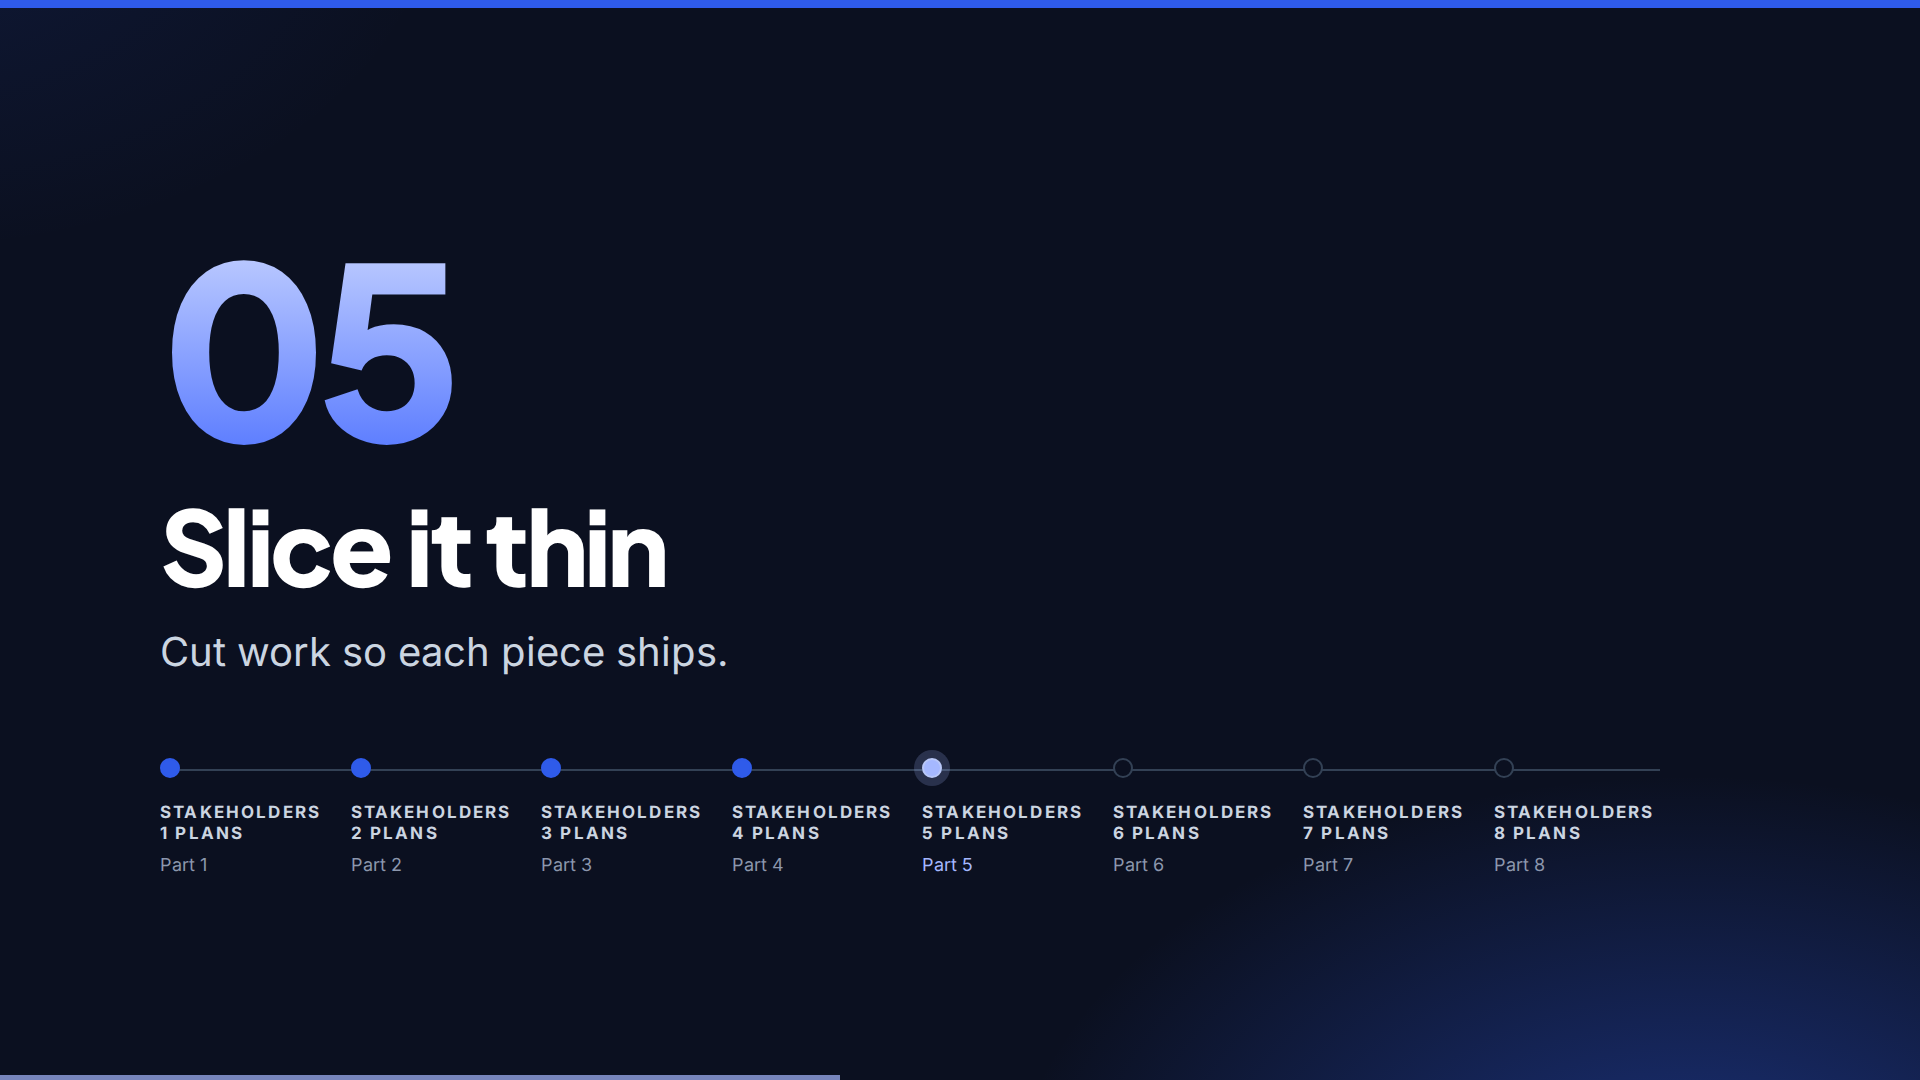 05
Slice it thin
Cut work so each piece ships.
STAKEHOLDERS
1 PLANS
Part 1
STAKEHOLDERS
2 PLANS
Part 2
STAKEHOLDERS
3 PLANS
Part 3
STAKEHOLDERS
4 PLANS
Part 4
STAKEHOLDERS
5 PLANS
Part 5
STAKEHOLDERS
6 PLANS
Part 6
STAKEHOLDERS
7 PLANS
Part 7
STAKEHOLDERS
8 PLANS
Part 8